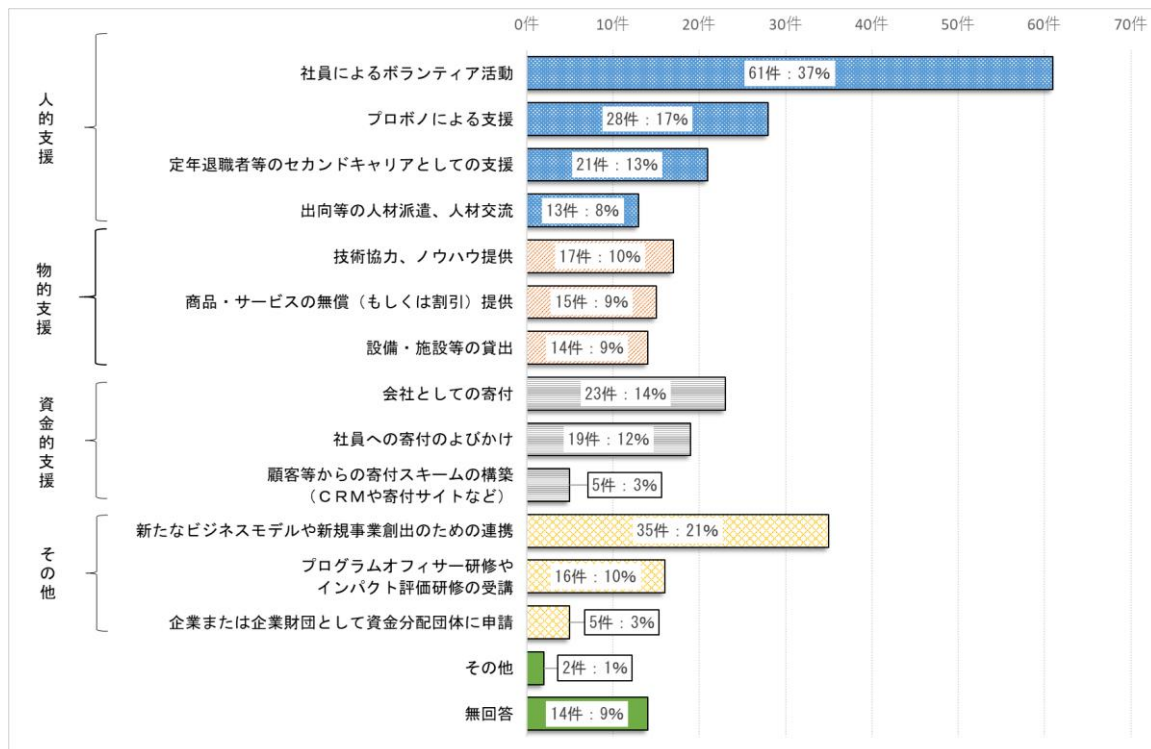 0件 10件 20件 30件 40件 50件 60件 70件
人的支援
社員によるボランティア活動 61件：37%
プロボノによる支援 28件：17%
定年退職者等のセカンドキャリアとしての支援 21件：13%
出向等の人材派遣、人材交流 13件：8%
物的支援
技術協力、ノウハウ提供 17件：10%
商品・サービスの無償（もしくは割引）提供 15件：9%
設備・施設等の貸出 14件：9%
資金的支援
会社としての寄付 23件：14%
社員への寄付のよびかけ 19件：12%
顧客等からの寄付スキームの構築
（ＣＲＭや寄付サイトなど） 5件：3%
その他
新たなビジネスモデルや新規事業創出のための連携 35件：21%
プログラムオフィサー研修や
インパクト評価研修の受講 16件：10%
企業または企業財団として資金分配団体に申請 5件：3%
その他 2件：1%
無回答 14件：9%